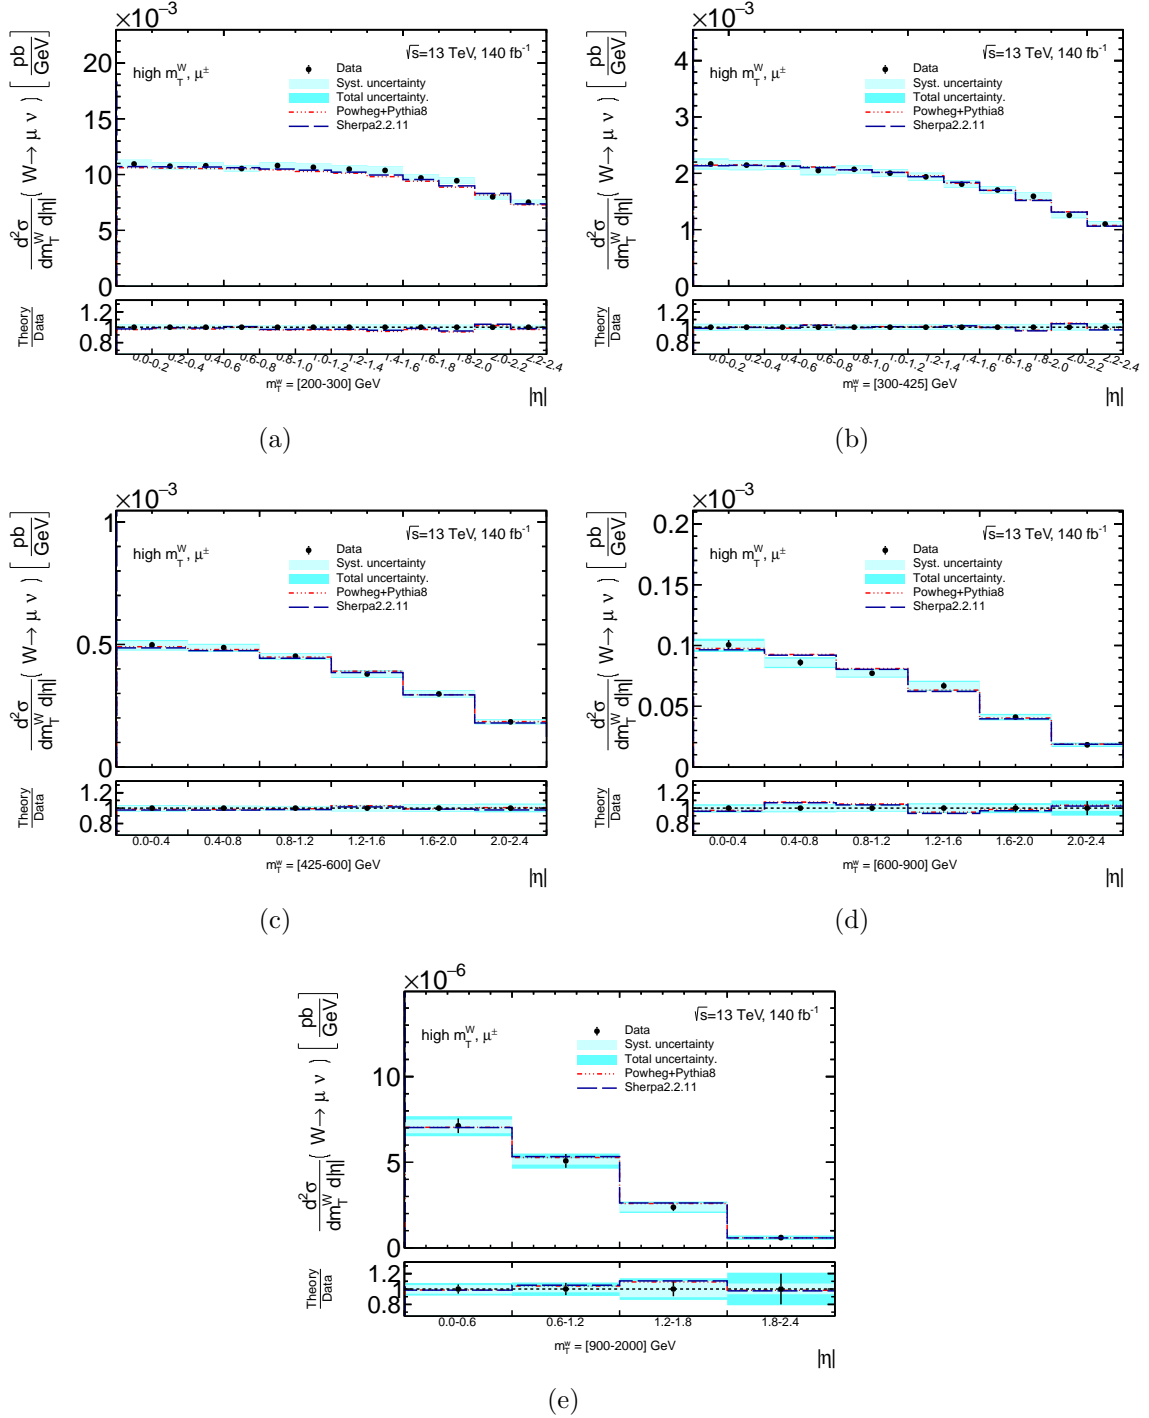 ×10⁻³
d²σ/dm_T^W d|η| (W→ μ ν) [pb/GeV]
√s=13 TeV, 140 fb⁻¹
high m_T^W, μ±
Data
Syst. uncertainty
Total uncertainty.
Powheg+Pythia8
Sherpa2.2.11
20
15
10
5
0
Theory/Data
1.2
1
0.8
0.0-0.2 0.2-0.4 0.4-0.6 0.6-0.8 0.8-1.0 1.0-1.2 1.2-1.4 1.4-1.6 1.6-1.8 1.8-2.0 2.0-2.2 2.2-2.4
m_T^W = [200-300] GeV
|η|
(a)
×10⁻³
d²σ/dm_T^W d|η| (W→ μ ν) [pb/GeV]
√s=13 TeV, 140 fb⁻¹
high m_T^W, μ±
Data
Syst. uncertainty
Total uncertainty.
Powheg+Pythia8
Sherpa2.2.11
4
3
2
1
0
Theory/Data
1.2
1
0.8
0.0-0.2 0.2-0.4 0.4-0.6 0.6-0.8 0.8-1.0 1.0-1.2 1.2-1.4 1.4-1.6 1.6-1.8 1.8-2.0 2.0-2.2 2.2-2.4
m_T^W = [300-425] GeV
|η|
(b)
×10⁻³
d²σ/dm_T^W d|η| (W→ μ ν) [pb/GeV]
√s=13 TeV, 140 fb⁻¹
high m_T^W, μ±
Data
Syst. uncertainty
Total uncertainty.
Powheg+Pythia8
Sherpa2.2.11
1
0.5
0
Theory/Data
1.2
1
0.8
0.0-0.4 0.4-0.8 0.8-1.2 1.2-1.6 1.6-2.0 2.0-2.4
m_T^W = [425-600] GeV
|η|
(c)
×10⁻³
d²σ/dm_T^W d|η| (W→ μ ν) [pb/GeV]
√s=13 TeV, 140 fb⁻¹
high m_T^W, μ±
Data
Syst. uncertainty
Total uncertainty.
Powheg+Pythia8
Sherpa2.2.11
0.2
0.15
0.1
0.05
0
Theory/Data
1.2
1
0.8
0.0-0.4 0.4-0.8 0.8-1.2 1.2-1.6 1.6-2.0 2.0-2.4
m_T^W = [600-900] GeV
|η|
(d)
×10⁻⁶
d²σ/dm_T^W d|η| (W→ μ ν) [pb/GeV]
√s=13 TeV, 140 fb⁻¹
high m_T^W, μ±
Data
Syst. uncertainty
Total uncertainty.
Powheg+Pythia8
Sherpa2.2.11
10
5
0
Theory/Data
1.2
1
0.8
0.0-0.6 0.6-1.2 1.2-1.8 1.8-2.4
m_T^W = [900-2000] GeV
|η|
(e)